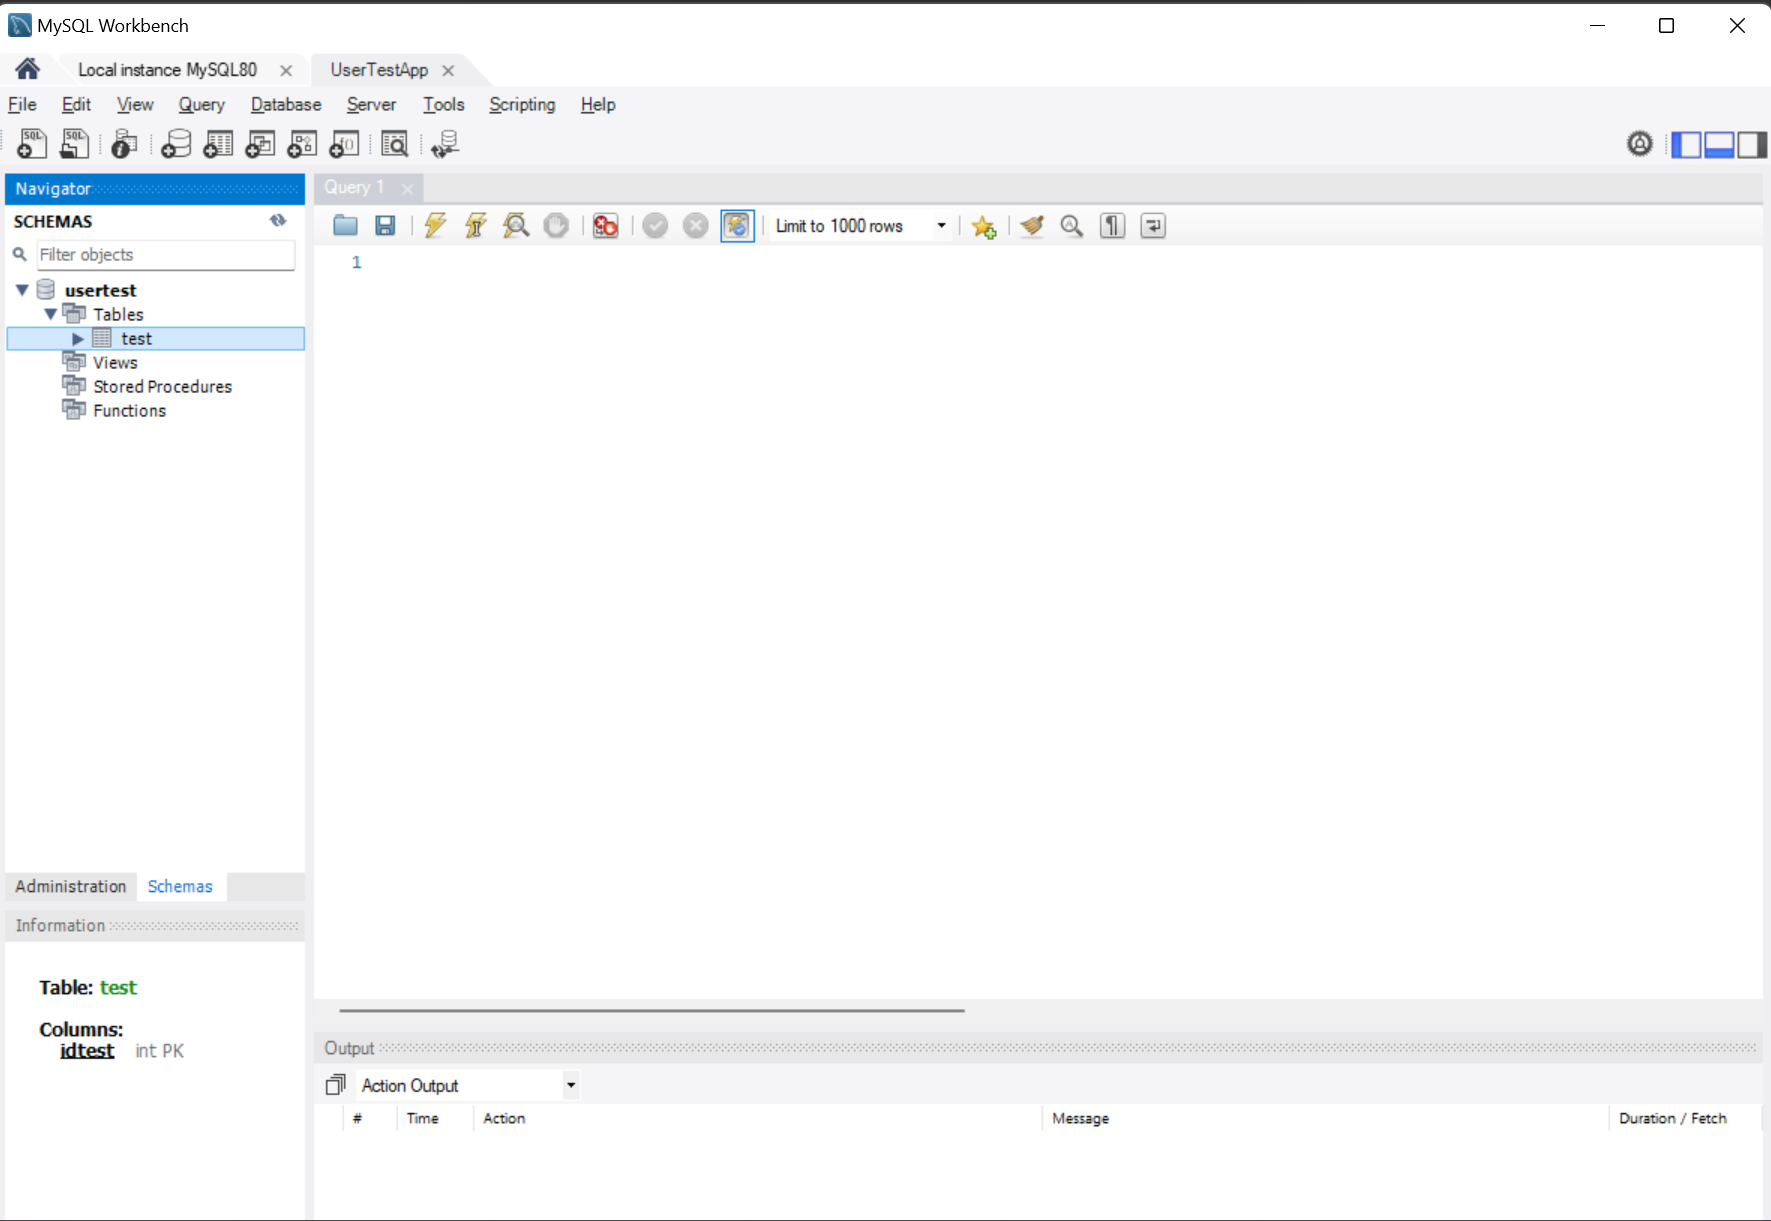 MySQL Workbench
Local instance MySQL80
UserTestApp
File Edit View Query Database Server Tools Scripting Help
Navigator
SCHEMAS
Filter objects
usertest
Tables
test
Views
Stored Procedures
Functions
Administration Schemas
Information
Table: test
Columns:
idtest int PK
Query 1
Limit to 1000 rows
1
Output
Action Output
# Time Action Message Duration / Fetch